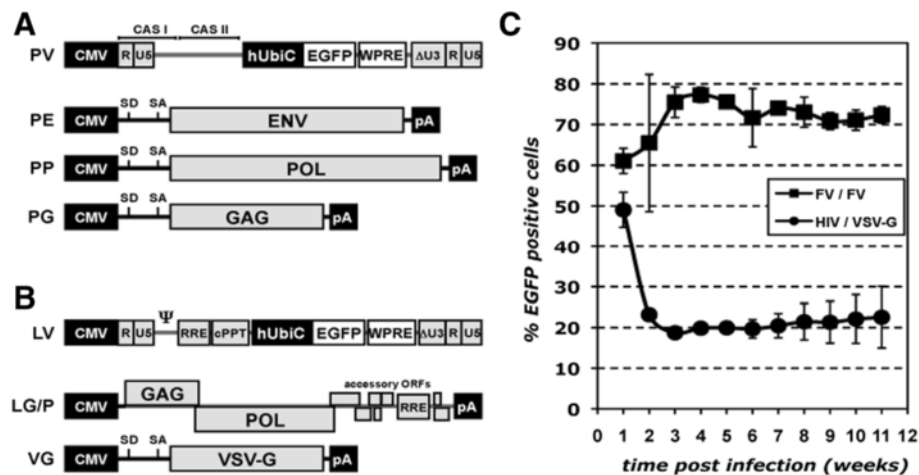 A
CAS I CAS II
PV CMV R U5 hUbiC EGFP WPRE ΔU3 R U5
SD SA
PE CMV ENV pA
SD SA
PP CMV POL pA
SD SA
PG CMV GAG pA
B
Ψ
LV CMV R U5 RRE cPPT hUbiC EGFP WPRE ΔU3 R U5
accessory ORFs
LG/P CMV GAG POL RRE pA
SD SA
VG CMV VSV-G pA
C
% EGFP positive cells
90
80
70
60
50
40
30
20
10
0
FV / FV
HIV / VSV-G
0 1 2 3 4 5 6 7 8 9 10 11 12
time post infection (weeks)